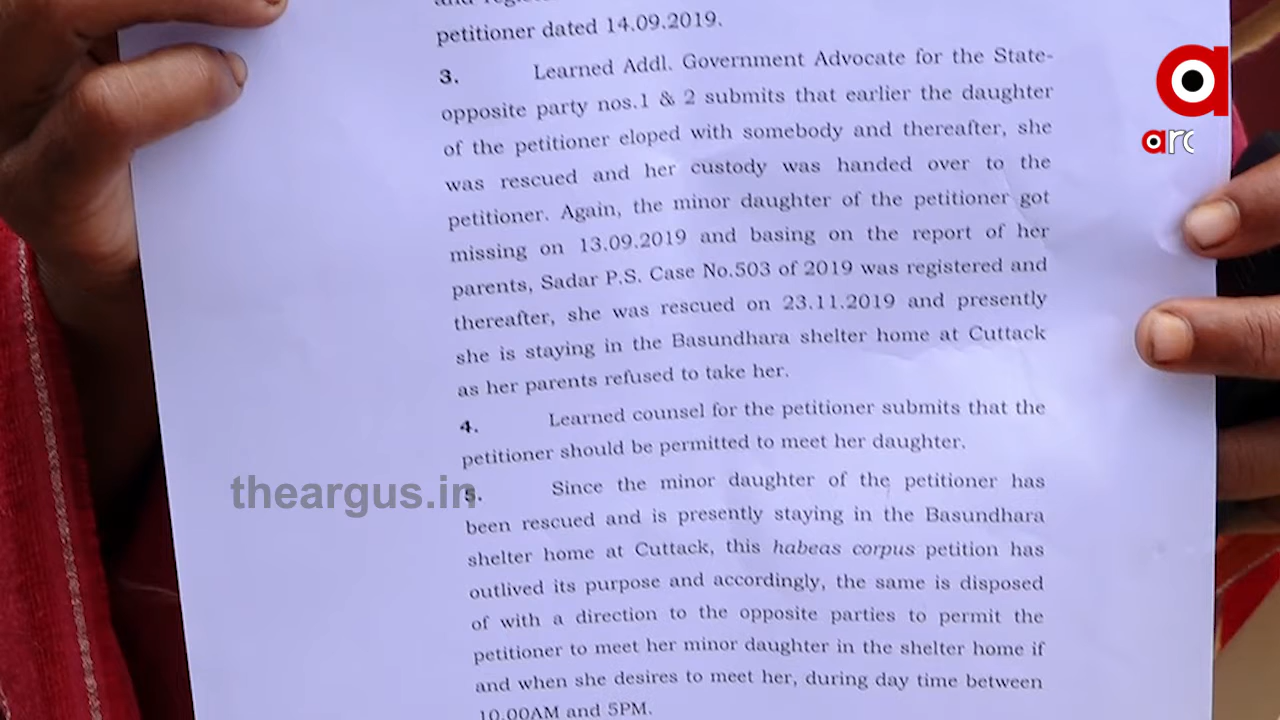 petitioner dated 14.09.2019.
3. Learned Addl. Government Advocate for the State-
opposite party nos.1 & 2 submits that earlier the daughter
of the petitioner eloped with somebody and thereafter, she
was rescued and her custody was handed over to the
petitioner. Again, the minor daughter of the petitioner got
missing on 13.09.2019 and basing on the report of her
parents, Sadar P.S. Case No.503 of 2019 was registered and
thereafter, she was rescued on 23.11.2019 and presently
she is staying in the Basundhara shelter home at Cuttack
as her parents refused to take her.
4. Learned counsel for the petitioner submits that the
petitioner should be permitted to meet her daughter.
5. Since the minor daughter of the petitioner has
been rescued and is presently staying in the Basundhara
shelter home at Cuttack, this habeas corpus petition has
outlived its purpose and accordingly, the same is disposed
of with a direction to the opposite parties to permit the
petitioner to meet her minor daughter in the shelter home if
and when she desires to meet her, during day time between
10.00AM and 5PM.
theargus.in